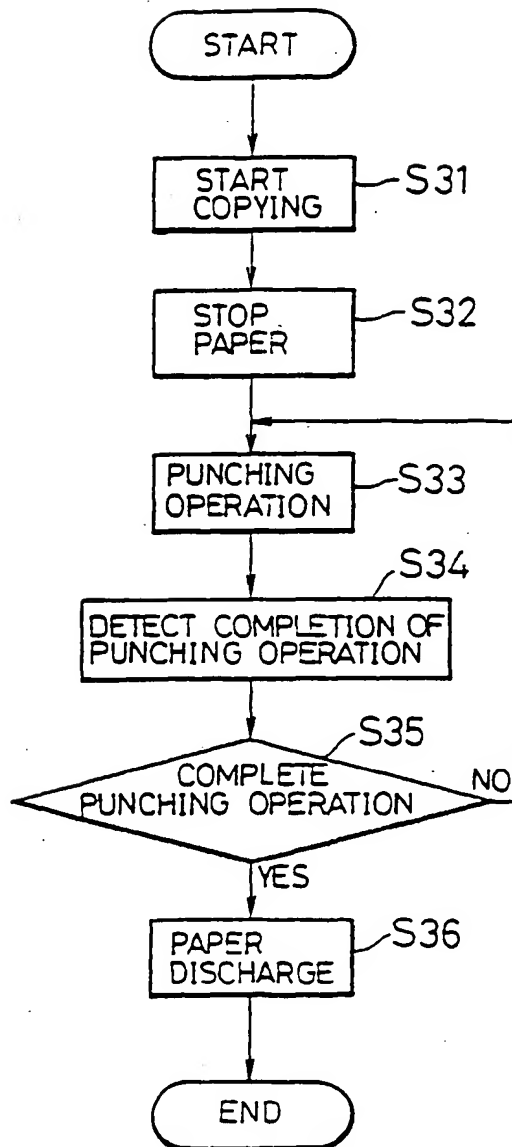 START
START
COPYING
S31
STOP
PAPER
S32
PUNCHING
OPERATION
S33
S34
DETECT COMPLETION OF
PUNCHING OPERATION
S35
COMPLETE
PUNCHING OPERATION
NO
YES
PAPER
DISCHARGE
S36
END